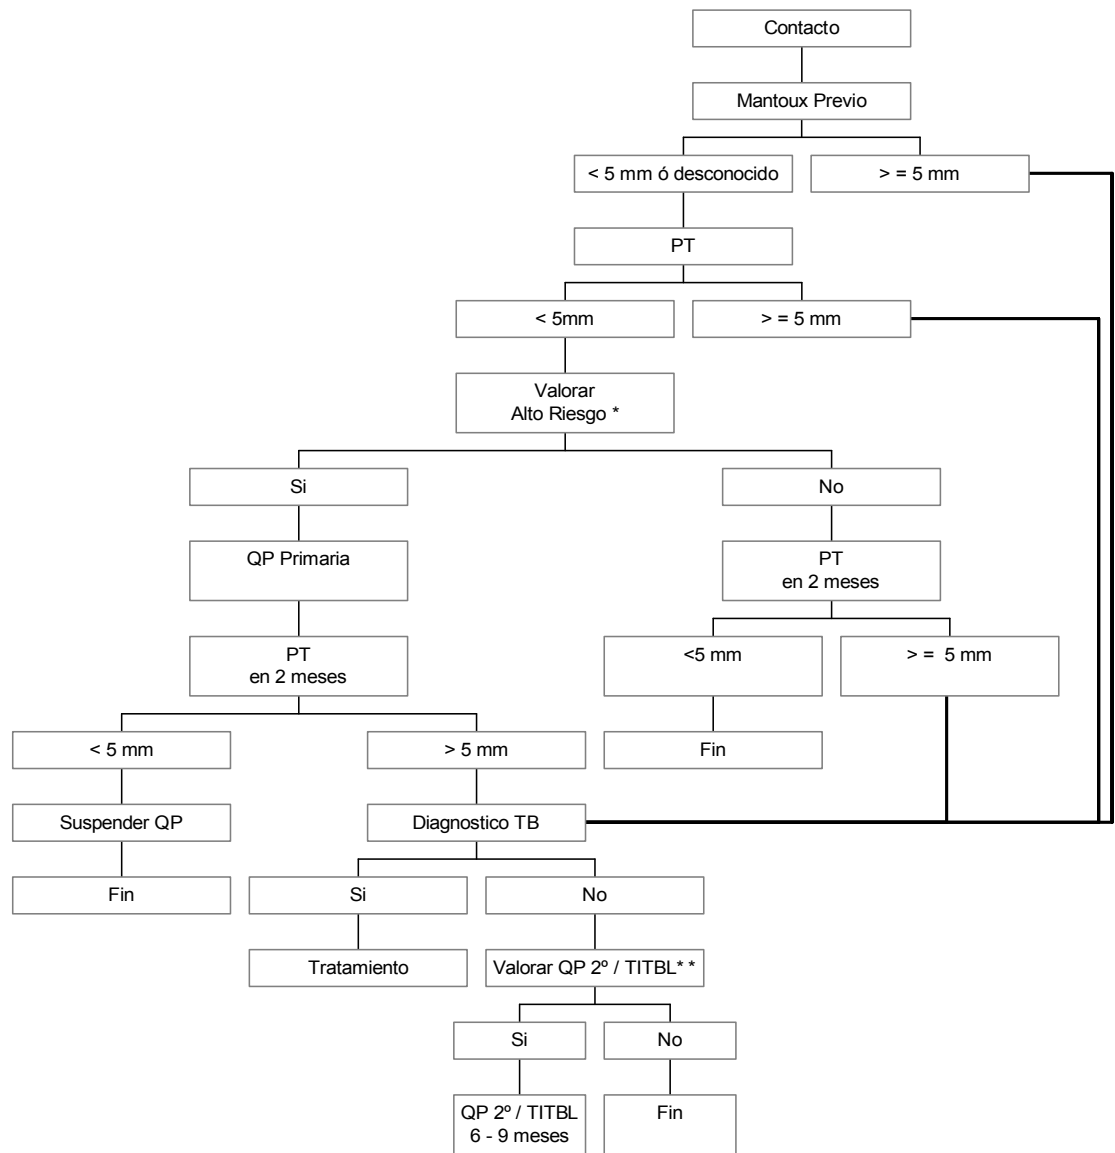 Contacto
Mantoux Previo
< 5 mm ó desconocido
> = 5 mm
PT
< 5mm
> = 5 mm
Valorar
Alto Riesgo *
Si
No
QP Primaria
PT
en 2 meses
PT
en 2 meses
<5 mm
> = 5 mm
< 5 mm
> 5 mm
Fin
Suspender QP
Diagnostico TB
Fin
Si
No
Tratamiento
Valorar QP 2º / TITBL* *
Si
No
QP 2º / TITBL
6 - 9 meses
Fin